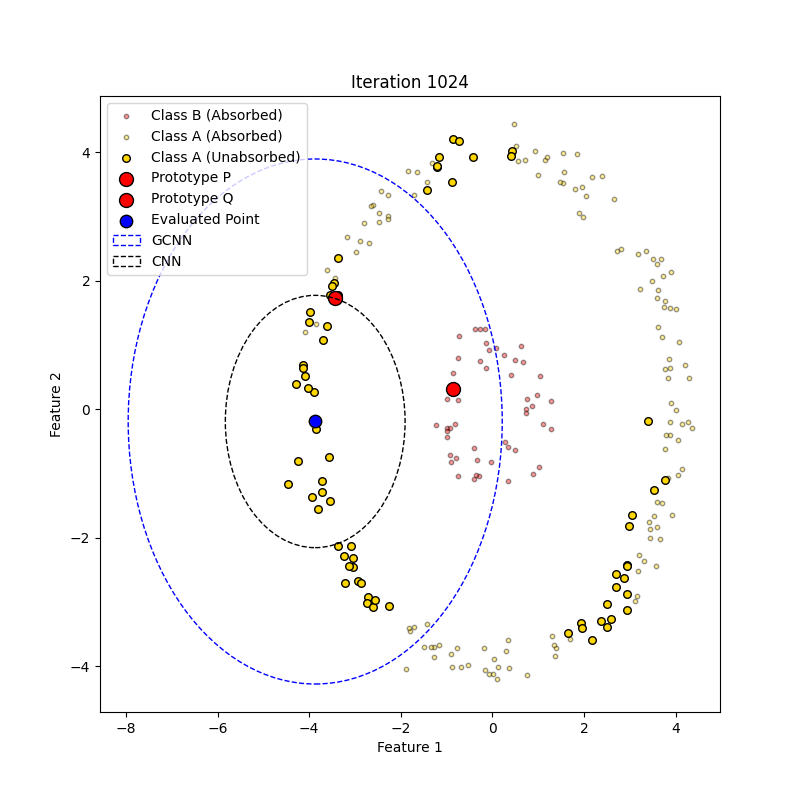 Iteration 1024
Class B (Absorbed)
Class A (Absorbed)
Class A (Unabsorbed)
Prototype P
Prototype Q
Evaluated Point
GCNN
CNN
Feature 2
4
2
0
−2
−4
−8
−6
−4
−2
0
2
4
Feature 1